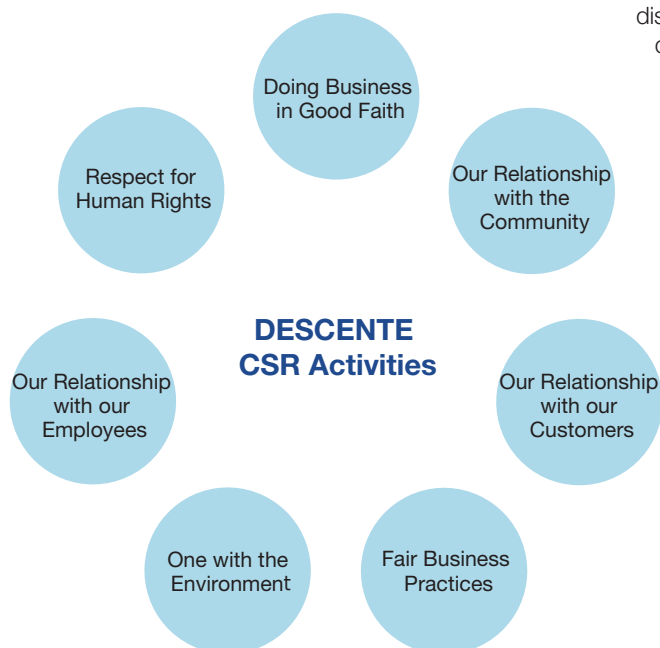 Doing Business
in Good Faith
Our Relationship
with the
Community
Our Relationship
with our
Customers
Fair Business
Practices
One with the
Environment
Our Relationship
with our
Employees
Respect for
Human Rights
DESCENTE
CSR Activities